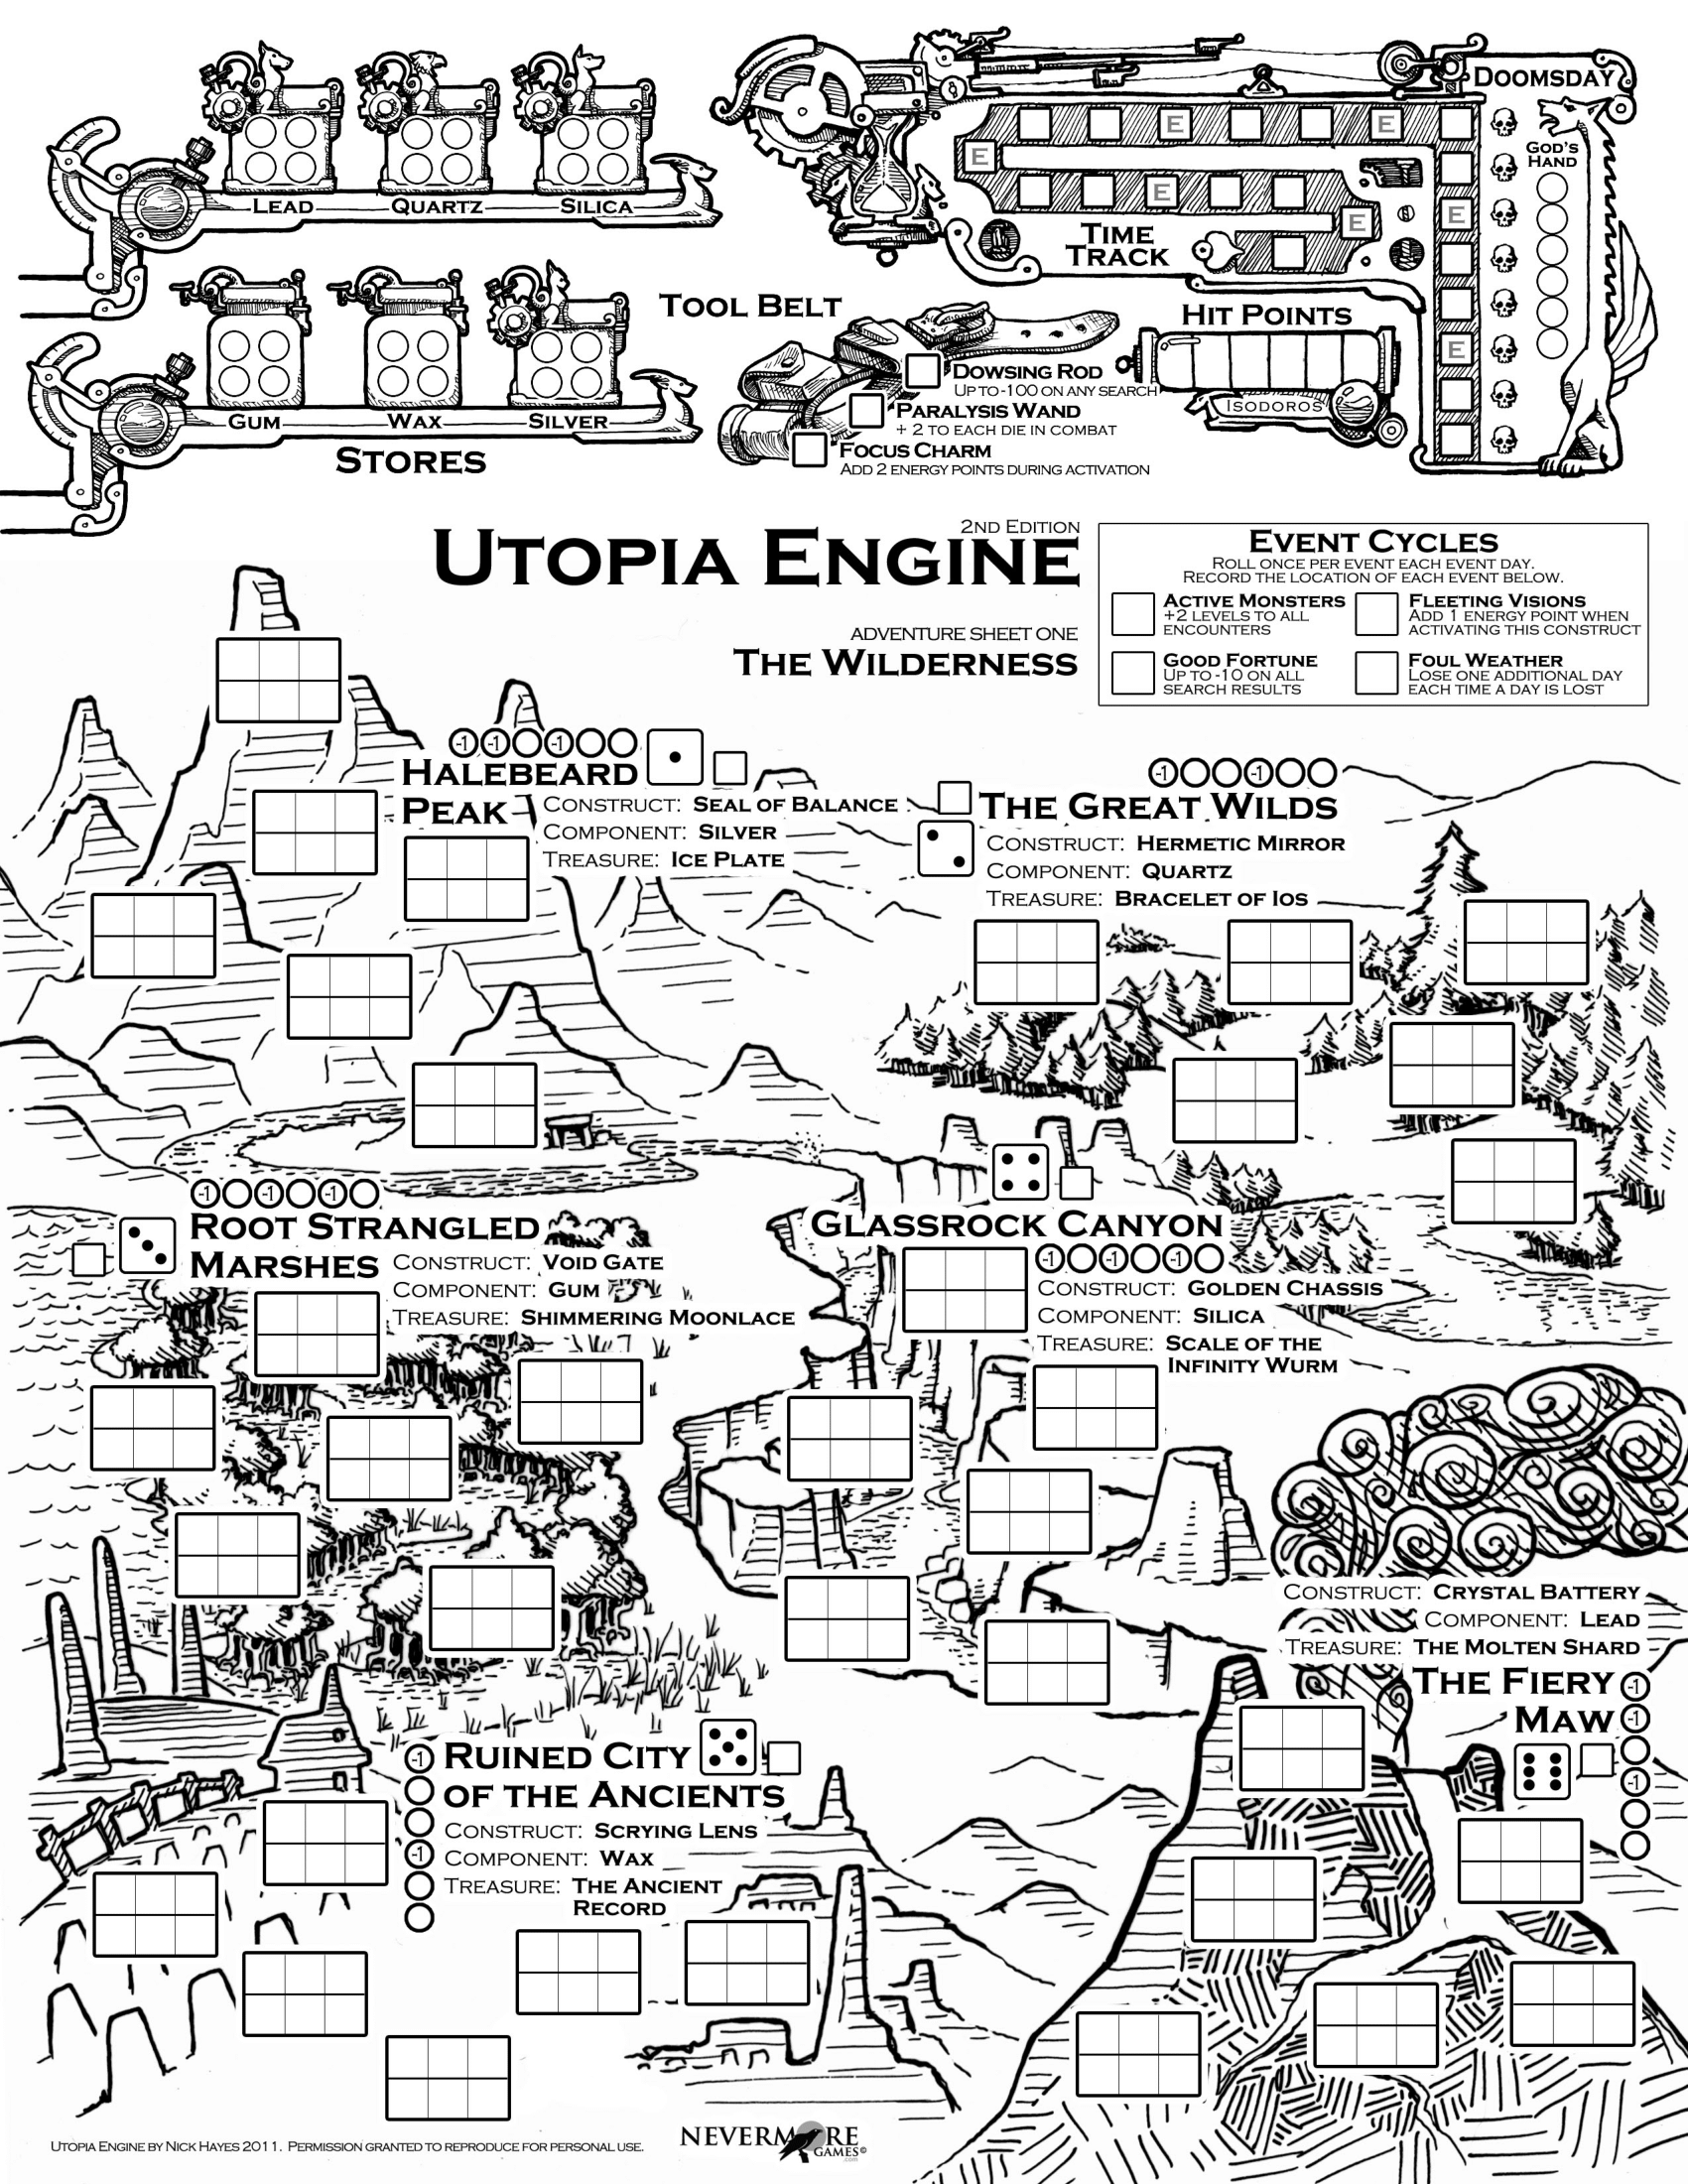 LEAD QUARTZ SILICA
GUM WAX SILVER
STORES
DOOMSDAY
GOD'S
HAND
E E
E
E
E
E
E
TIME
TRACK
TOOL BELT
DOWSING ROD
UP TO -100 ON ANY SEARCH
PARALYSIS WAND
+ 2 TO EACH DIE IN COMBAT
FOCUS CHARM
ADD 2 ENERGY POINTS DURING ACTIVATION
HIT POINTS
ISODOROS
2ND EDITION
UTOPIA ENGINE
ADVENTURE SHEET ONE
THE WILDERNESS
EVENT CYCLES
ROLL ONCE PER EVENT EACH EVENT DAY.
RECORD THE LOCATION OF EACH EVENT BELOW.
ACTIVE MONSTERS
+2 LEVELS TO ALL
ENCOUNTERS
FLEETING VISIONS
ADD 1 ENERGY POINT WHEN
ACTIVATING THIS CONSTRUCT
GOOD FORTUNE
UP TO -10 ON ALL
SEARCH RESULTS
FOUL WEATHER
LOSE ONE ADDITIONAL DAY
EACH TIME A DAY IS LOST
-1 -1 -1
HALEBEARD
PEAK
CONSTRUCT: SEAL OF BALANCE
COMPONENT: SILVER
TREASURE: ICE PLATE
-1 -1
THE GREAT WILDS
CONSTRUCT: HERMETIC MIRROR
COMPONENT: QUARTZ
TREASURE: BRACELET OF IOS
-1 -1 -1
ROOT STRANGLED
MARSHES
CONSTRUCT: VOID GATE
COMPONENT: GUM
TREASURE: SHIMMERING MOONLACE
GLASSROCK CANYON
-1 -1 -1
CONSTRUCT: GOLDEN CHASSIS
COMPONENT: SILICA
TREASURE: SCALE OF THE
INFINITY WURM
CONSTRUCT: CRYSTAL BATTERY
COMPONENT: LEAD
TREASURE: THE MOLTEN SHARD
THE FIERY
MAW
-1
-1
-1
-1
RUINED CITY
OF THE ANCIENTS
CONSTRUCT: SCRYING LENS
-1
COMPONENT: WAX
TREASURE: THE ANCIENT
RECORD
UTOPIA ENGINE BY NICK HAYES 2011. PERMISSION GRANTED TO REPRODUCE FOR PERSONAL USE.
NEVERMORE
GAMES©
.com